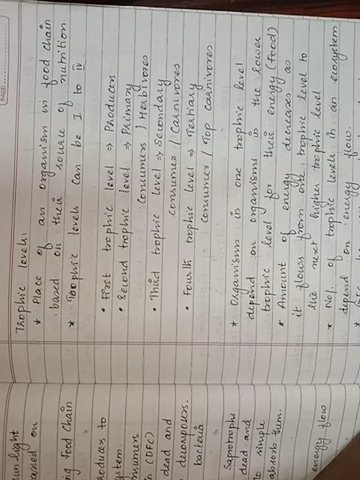 Trophic levels:
* Place of an organism in food chain
based on their source of nutrition
* Trophic levels can be I to iv
• First trophic level ⇒ Producers
• Second trophic level ⇒ Primary
consumers / Herbivores
• Third trophic level ⇒ Secondary
consumer / Carnivores
• Fourth trophic level ⇒ Tertiary
consumer / Top carnivores
* Organisms in one trophic level
depend on organisms in the lower
trophic level for their energy (food)
* Amount of energy decreases as
it flows from one trophic level to
the next higher trophic level
* No/. of trophic levels in an ecosystem
depend on energy flow.
sunlight
based on
Food Chain
producers to
dead and
decomposers.
bacteria
Saprotrophs
dead and
to simple
absorb them.
energy flow